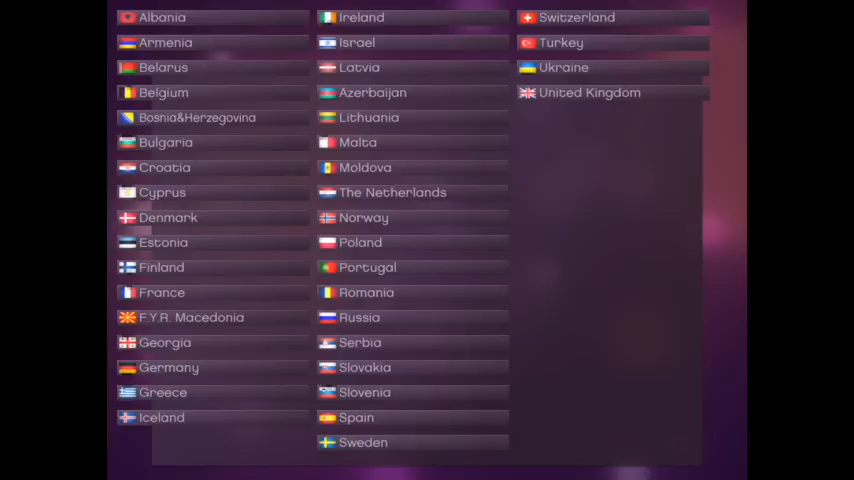 Albania
Armenia
Belarus
Belgium
Bosnia&Herzegovina
Bulgaria
Croatia
Cyprus
Denmark
Estonia
Finland
France
F.Y.R. Macedonia
Georgia
Germany
Greece
Iceland
Ireland
Israel
Latvia
Azerbaijan
Lithuania
Malta
Moldova
The Netherlands
Norway
Poland
Portugal
Romania
Russia
Serbia
Slovakia
Slovenia
Spain
Sweden
Switzerland
Turkey
Ukraine
United Kingdom